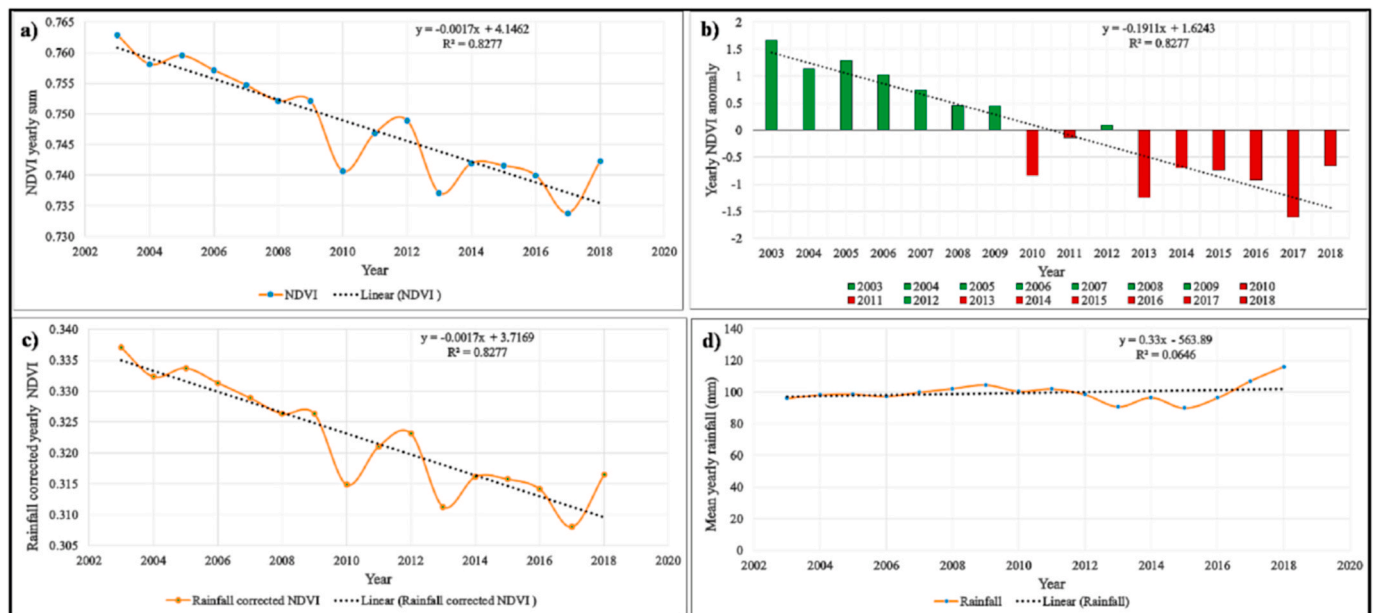 a)
y = -0.0017x + 4.1462
R² = 0.8277
NDVI yearly sum
0.765
0.760
0.755
0.750
0.745
0.740
0.735
0.730
2002 2004 2006 2008 2010 2012 2014 2016 2018 2020
Year
NDVI Linear (NDVI )
b)
y = -0.1911x + 1.6243
R² = 0.8277
Yearly NDVI anomaly
2
1.5
1
0.5
0
-0.5
-1
-1.5
-2
2003 2004 2005 2006 2007 2008 2009 2010 2011 2012 2013 2014 2015 2016 2017 2018
Year
2003 2004 2005 2006 2007 2008 2009 2010
2011 2012 2013 2014 2015 2016 2017 2018
c)
y = -0.0017x + 3.7169
R² = 0.8277
Rainfall corrected yearly NDVI
0.340
0.335
0.330
0.325
0.320
0.315
0.310
0.305
2002 2004 2006 2008 2010 2012 2014 2016 2018 2020
Year
Rainfall corrected NDVI Linear (Rainfall corrected NDVI )
d)
y = 0.33x - 563.89
R² = 0.0646
Mean yearly rainfall (mm)
140
120
100
80
60
40
20
0
2002 2004 2006 2008 2010 2012 2014 2016 2018 2020
Year
Rainfall Linear (Rainfall)